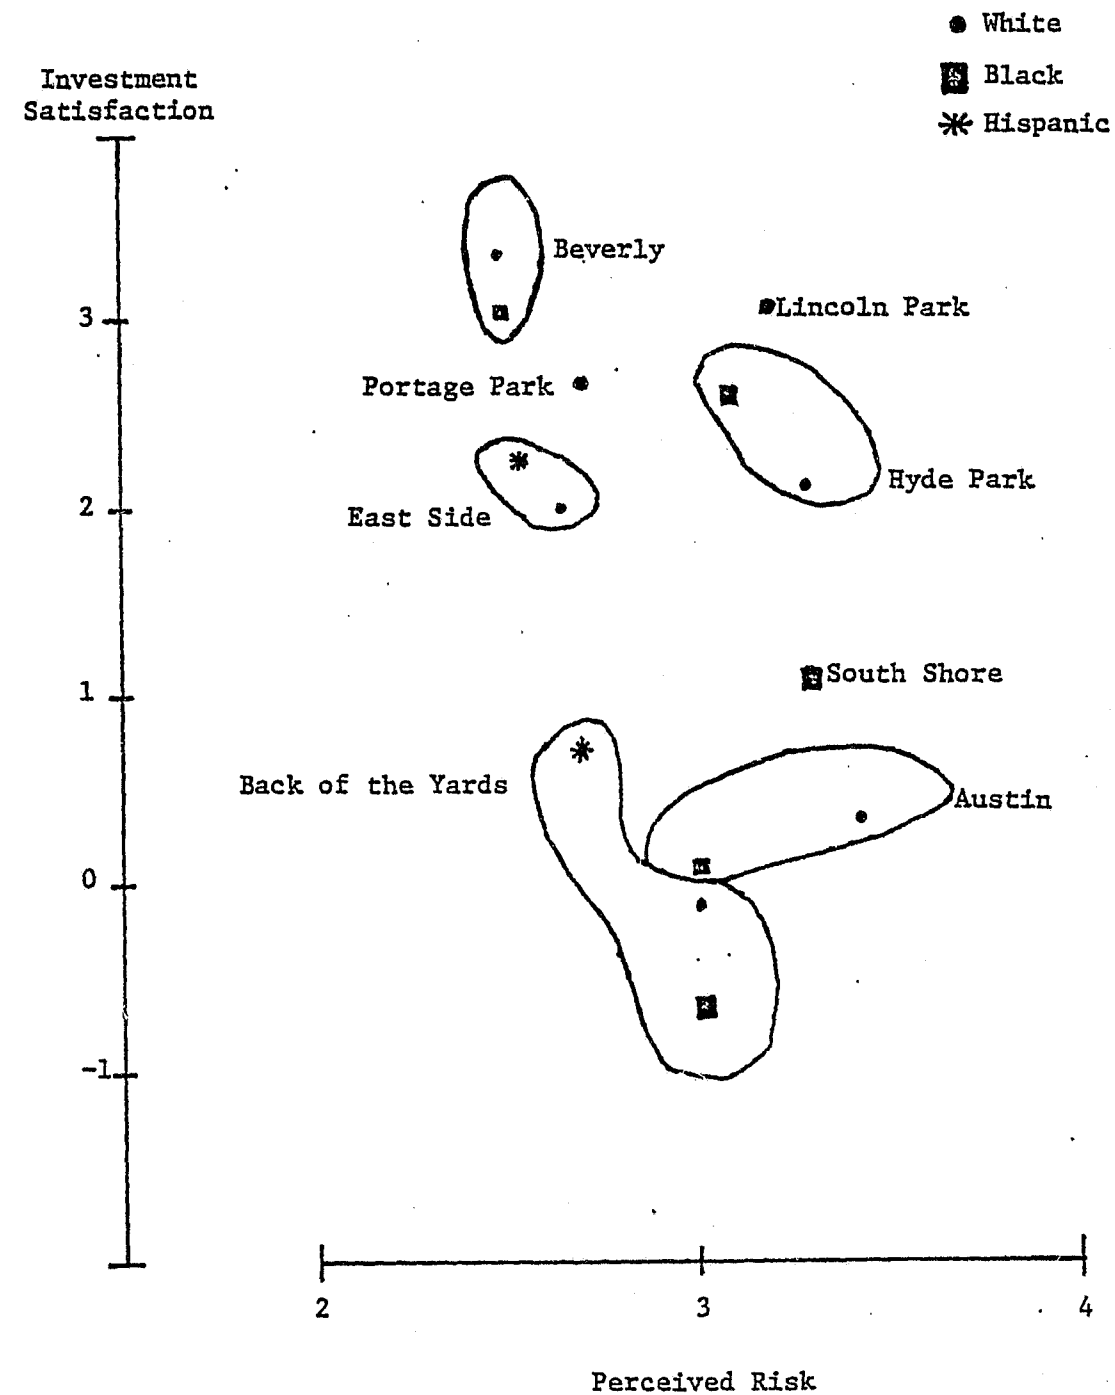 White
Black
Hispanic
Investment
Satisfaction
Beverly
3
Lincoln Park
Portage Park
Hyde Park
2
East Side
South Shore
1
Back of the Yards
Austin
0
-1
2
3
4
Perceived Risk